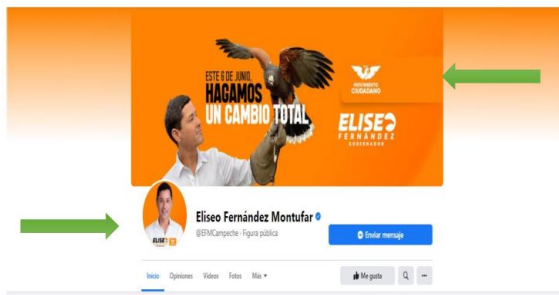 ESTE 6 DE JUNIO,
HAGAMOS
UN CAMBIO TOTAL
MOVIMIENTO
CIUDADANO
ELISEO
FERNÁNDEZ
GOBERNADOR
ELISEO
Eliseo Fernández Montufar
@EFMCampeche · Figura pública
Enviar mensaje
Inicio Opiniones Videos Fotos Más
Me gusta